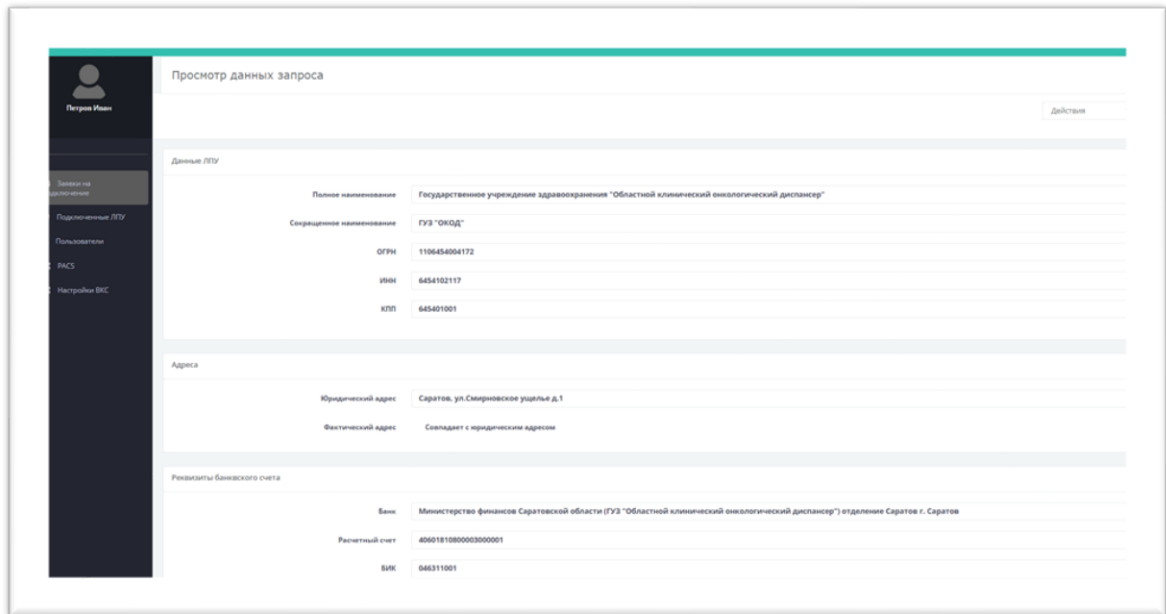 Просмотр данных запроса
Петров Иван
Действия
Данные ЛПУ
Полное наименование Государственное учреждение здравоохранения "Областной клинический онкологический диспансер"
Сокращенное наименование ГУЗ "ОКОД"
ОГРН 1106454004172
ИНН 6454102117
КПП 645401001
Заявки на
дключение
Подключенные ЛПУ
Пользователи
PACS
Настройки ВКС
Адреса
Юридический адрес Саратов, ул.Смирновское ущелье д.1
Фактический адрес Совпадает с юридическим адресом
Реквизиты банквского счета
Банк Министерство финансов Саратовской области (ГУЗ "Областной клинический онкологический диспансер") отделение Саратов г. Саратов
Расчетный счет 40601810800003000001
БИК 046311001